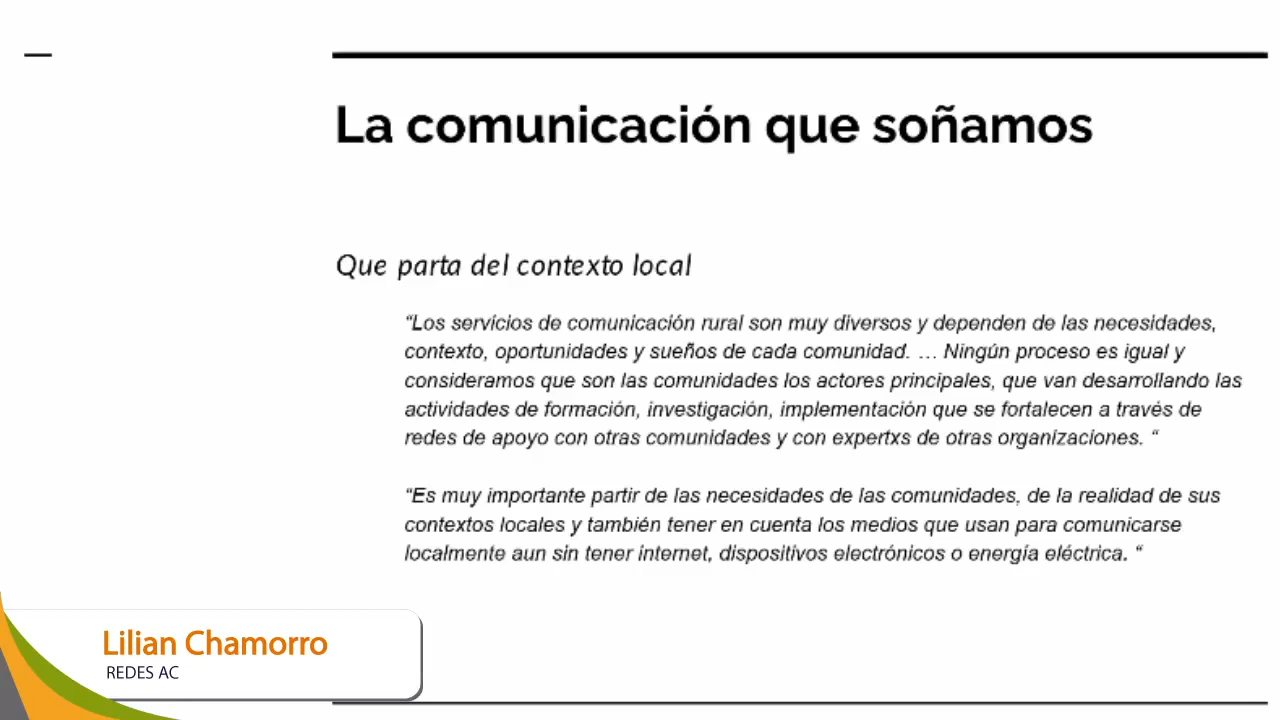 La comunicación que soñamos
Que parta del contexto local
“Los servicios de comunicación rural son muy diversos y dependen de las necesidades,
contexto, oportunidades y sueños de cada comunidad. … Ningún proceso es igual y
consideramos que son las comunidades los actores principales, que van desarrollando las
actividades de formación, investigación, implementación que se fortalecen a través de
redes de apoyo con otras comunidades y con expertxs de otras organizaciones. “
“Es muy importante partir de las necesidades de las comunidades, de la realidad de sus
contextos locales y también tener en cuenta los medios que usan para comunicarse
localmente aun sin tener internet, dispositivos electrónicos o energía eléctrica. “
Lilian Chamorro
REDES AC